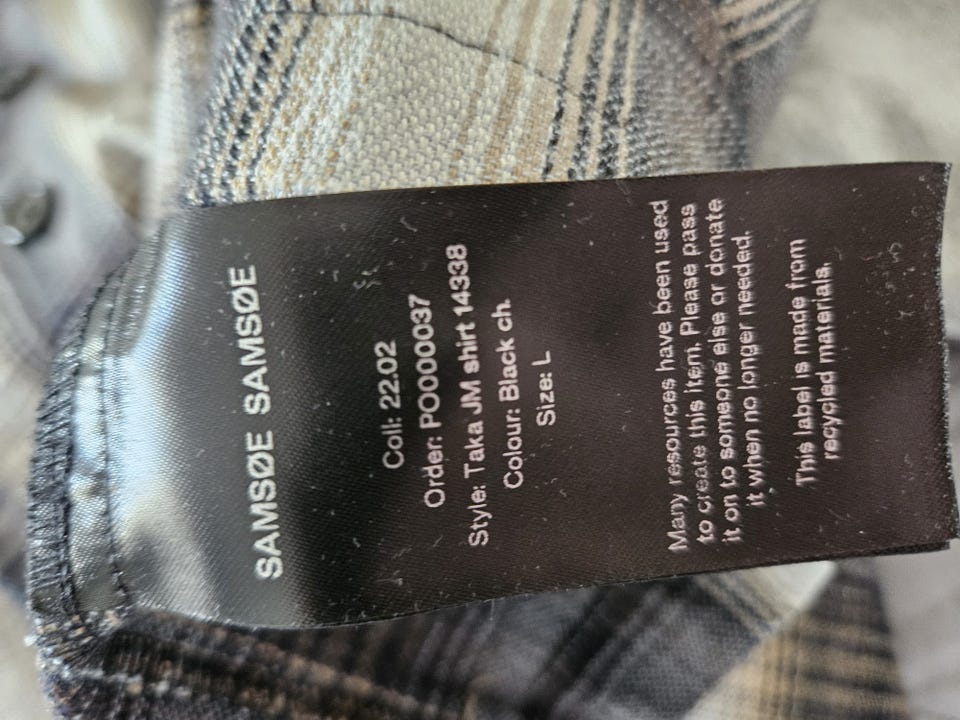 SAMSØE SAMSØE
Coll: 22.02
Order: PO000037
Style: Taka JM shirt 14338
Colour: Black ch.
Size: L
Many resources have been used
to create this item. Please pass
it on to someone else or donate
it when no longer needed.
This label is made from
recycled materials.